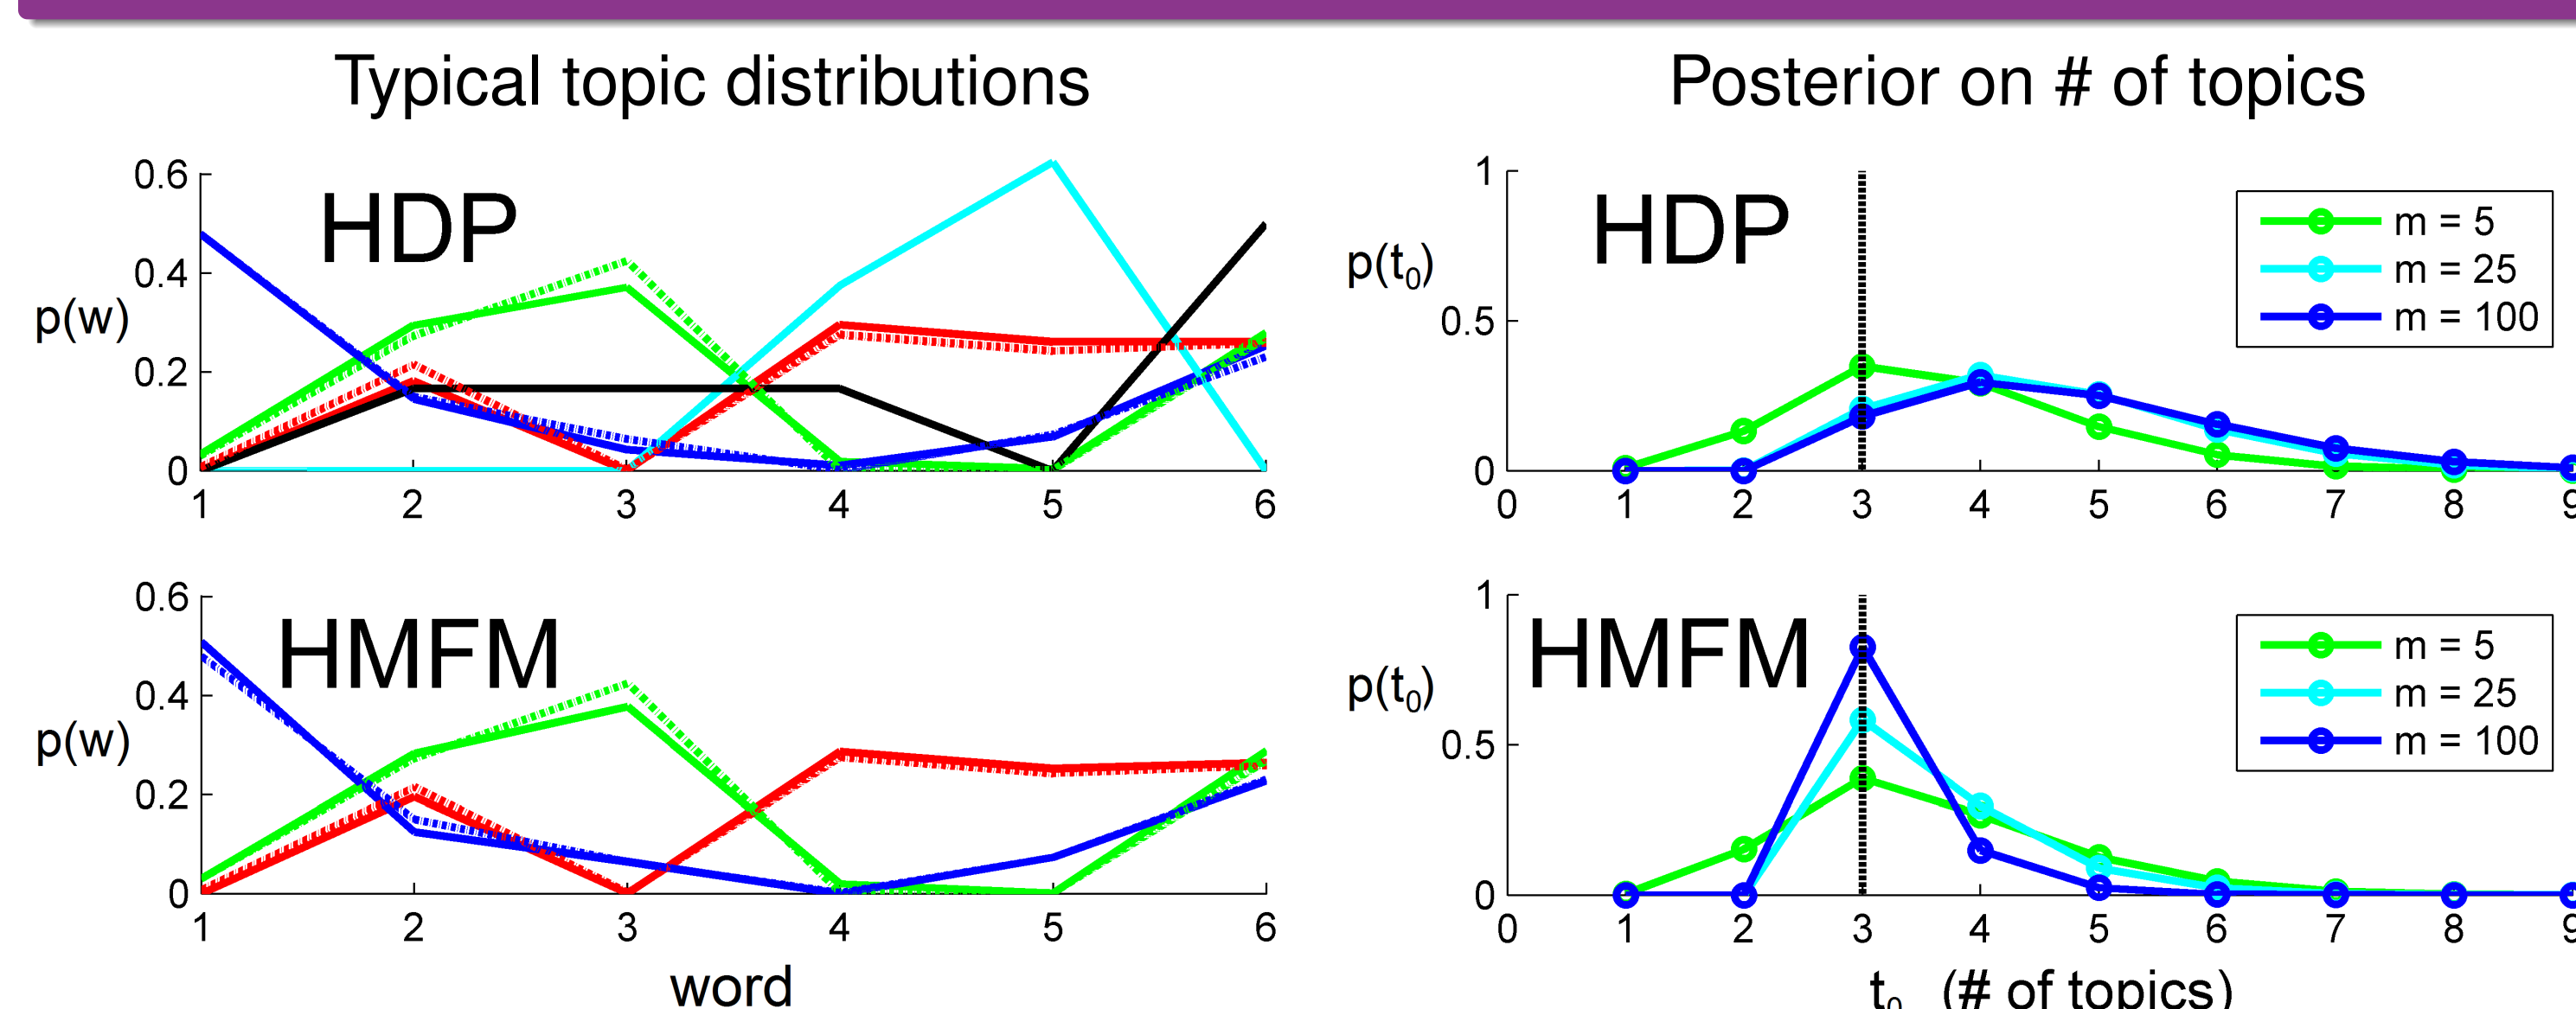 Typical topic distributions
Posterior on # of topics
HDP
p(w)
0.6
0.4
0.2
0
1 2 3 4 5 6
HDP
p(t0)
1
0.5
0
0 1 2 3 4 5 6 7 8 9
m = 5
m = 25
m = 100
HMFM
p(w)
0.6
0.4
0.2
0
1 2 3 4 5 6
word
HMFM
p(t0)
1
0.5
0
0 1 2 3 4 5 6 7 8 9
m = 5
m = 25
m = 100
t0 (# of topics)